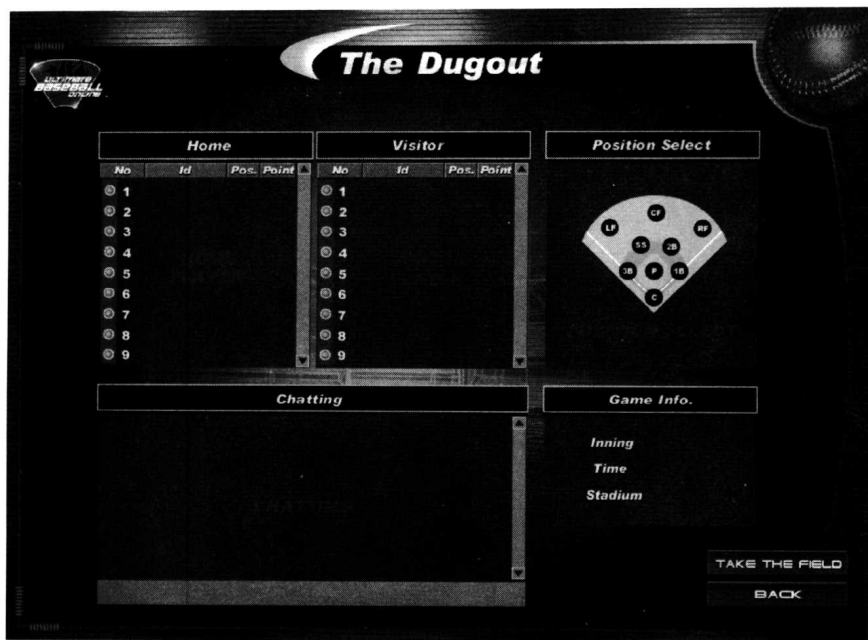 The Dugout
ULTIMATE
BASEBALL
ONLINE
Home
No Id Pos. Point
1
2
3
4
5
6
7
8
9
Visitor
No Id Pos. Point
1
2
3
4
5
6
7
8
9
Position Select
CF
LF RF
SS 2B
3B P 1B
C
Chatting
Game Info.
Inning
Time
Stadium
TAKE THE FIELD
BACK